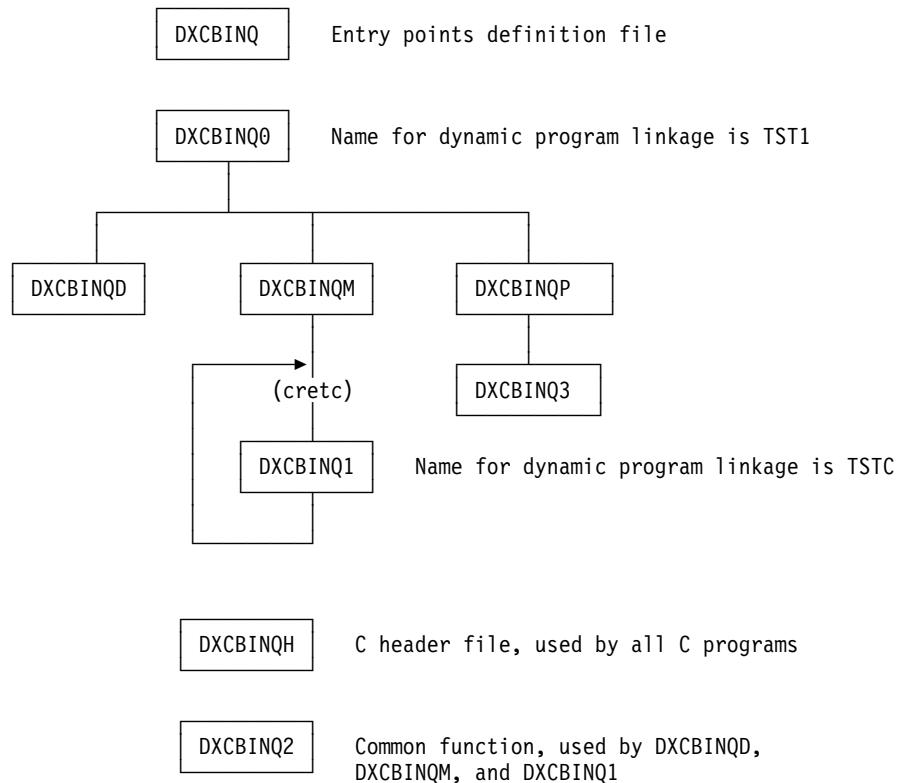 DXCBINQ Entry points definition file
DXCBINQ0 Name for dynamic program linkage is TST1
DXCBINQD DXCBINQM DXCBINQP
(cretc) DXCBINQ3
DXCBINQ1 Name for dynamic program linkage is TSTC
DXCBINQH C header file, used by all C programs
DXCBINQ2 Common function, used by DXCBINQD,
DXCBINQM, and DXCBINQ1